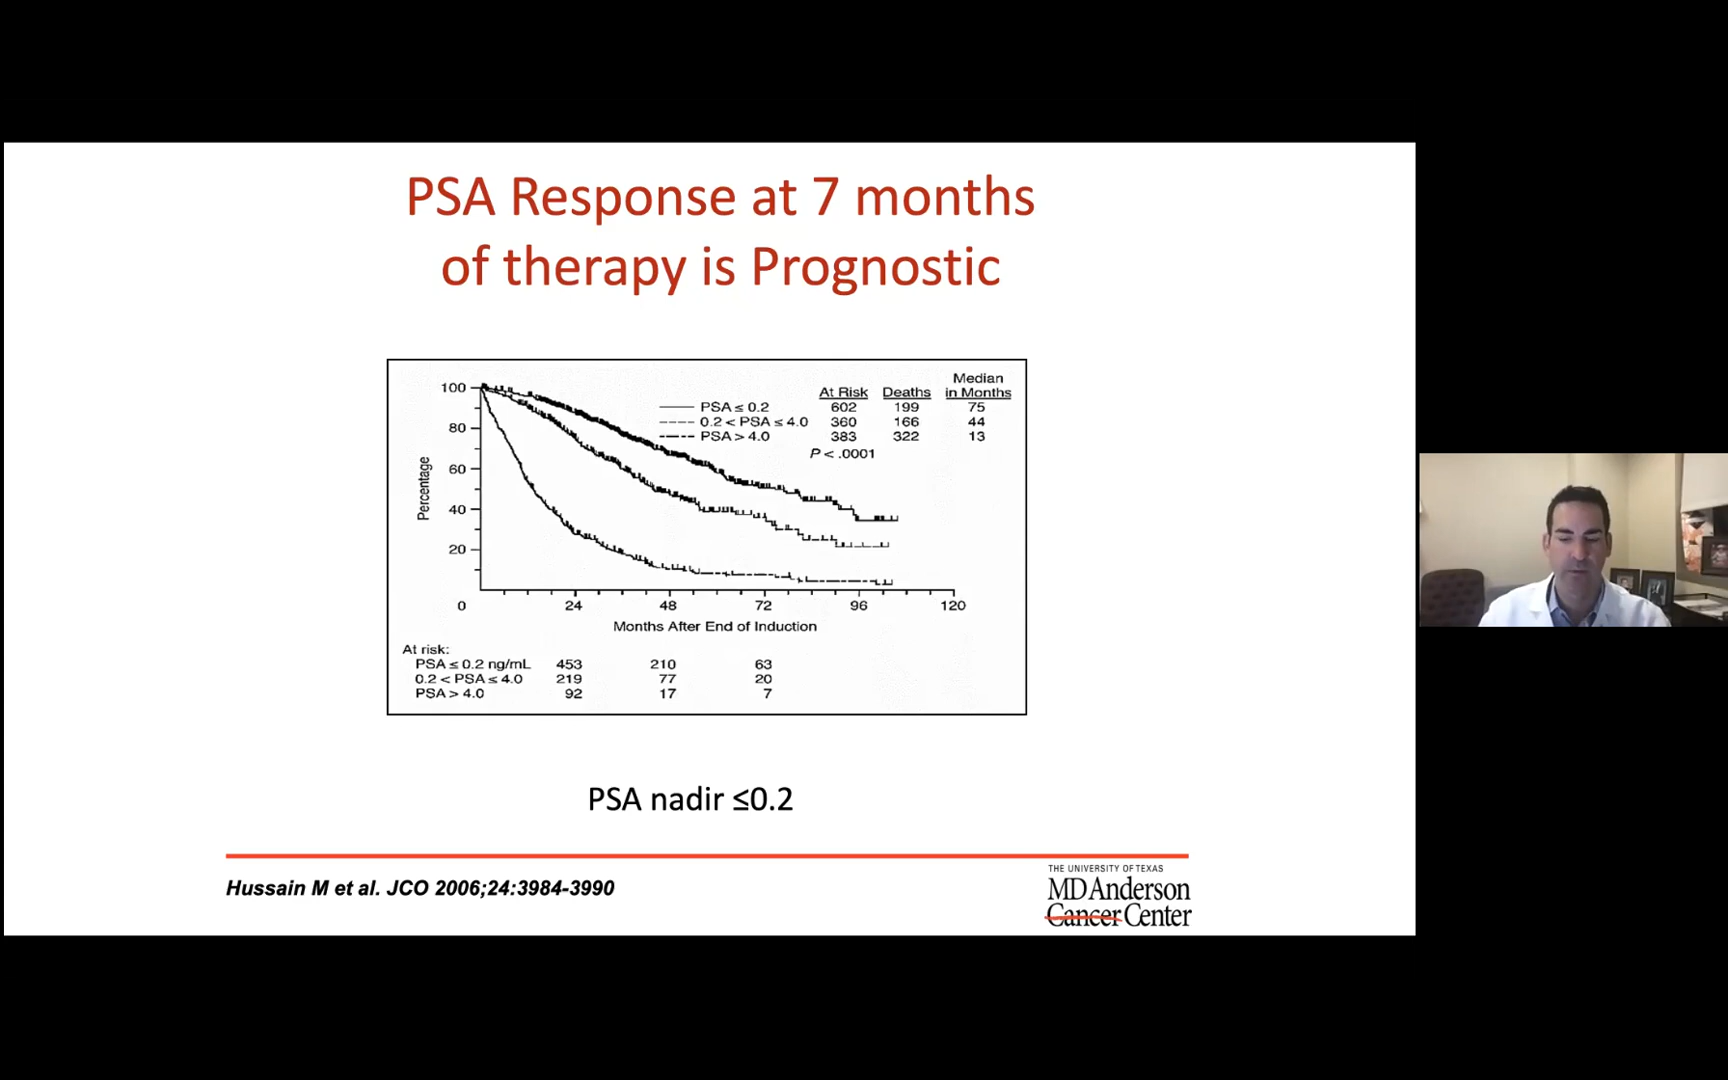 PSA Response at 7 months
of therapy is Prognostic
Median
At Risk Deaths in Months
PSA ≤ 0.2 602 199 75
0.2 < PSA ≤ 4.0 360 166 44
PSA > 4.0 383 322 13
P < .0001
100
80
60
40
20
Percentage
0 24 48 72 96 120
Months After End of Induction
At risk:
PSA ≤ 0.2 ng/mL 453 210 63
0.2 < PSA ≤ 4.0 219 77 20
PSA > 4.0 92 17 7
PSA nadir ≤0.2
Hussain M et al. JCO 2006;24:3984-3990
THE UNIVERSITY OF TEXAS
MD Anderson
Cancer Center